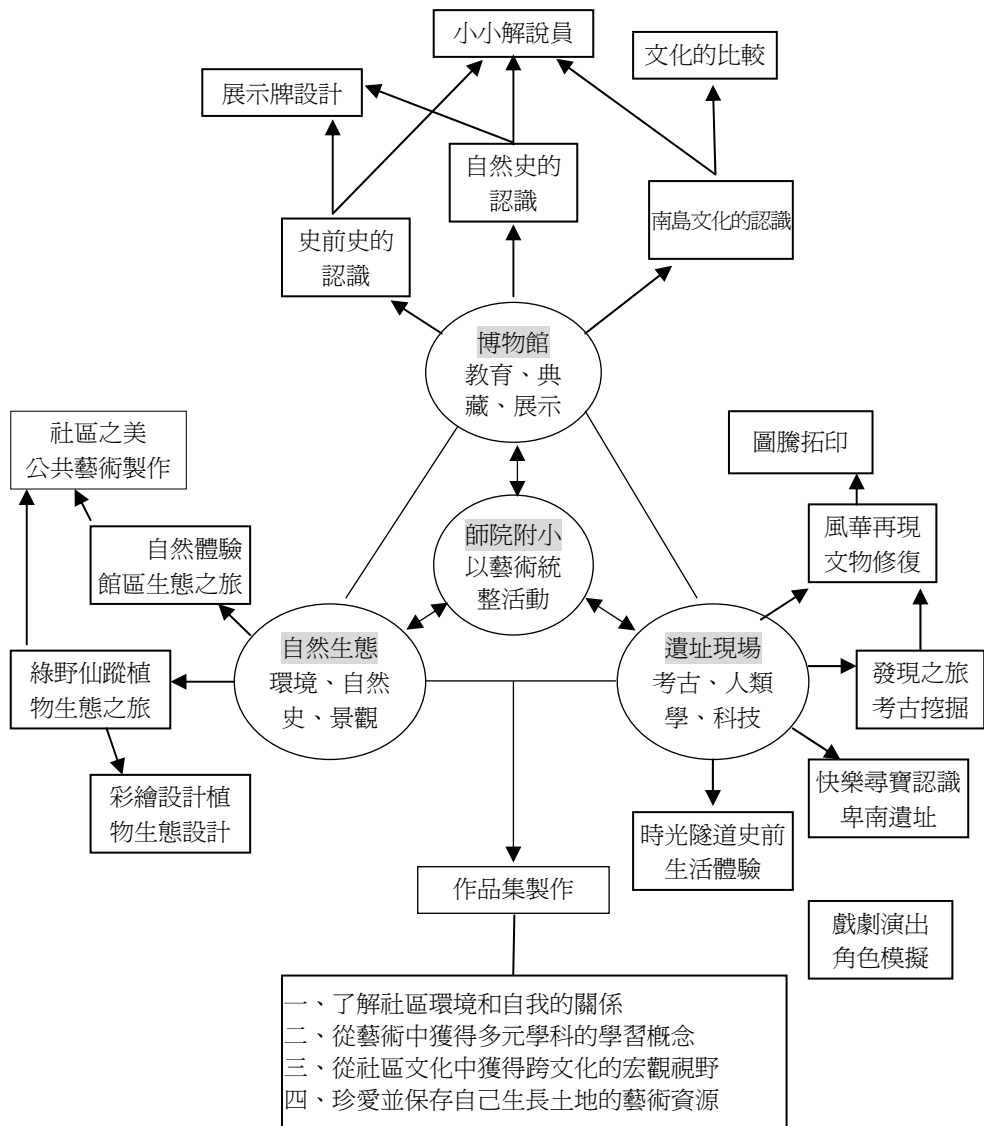 小小解說員
文化的比較
展示牌設計
自然史的
認識
史前史的
認識
南島文化的認識
博物館
教育、典
藏、展示
社區之美
公共藝術製作
圖騰拓印
師院附小
以藝術統
整活動
自然體驗
館區生態之旅
風華再現
文物修復
自然生態
環境、自然
史、景觀
遺址現場
考古、人類
學、科技
綠野仙蹤植
物生態之旅
發現之旅
考古挖掘
彩繪設計植
物生態設計
快樂尋寶認識
卑南遺址
時光隧道史前
生活體驗
作品集製作
戲劇演出
角色模擬
一、了解社區環境和自我的關係
二、從藝術中獲得多元學科的學習概念
三、從社區文化中獲得跨文化的宏觀視野
四、珍愛並保存自己生長土地的藝術資源